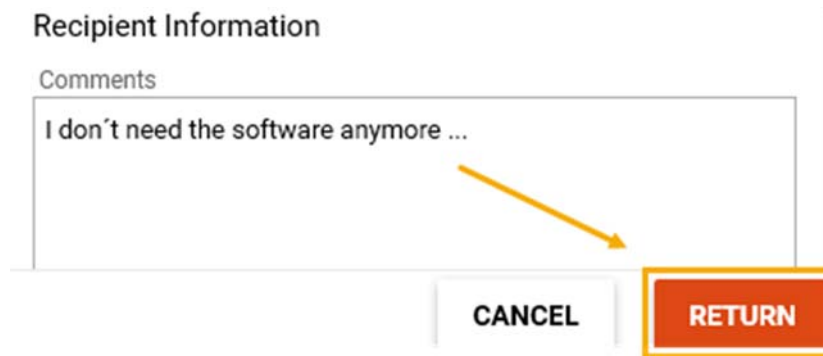 Recipient Information
Comments
I don´t need the software anymore ...
CANCEL
RETURN